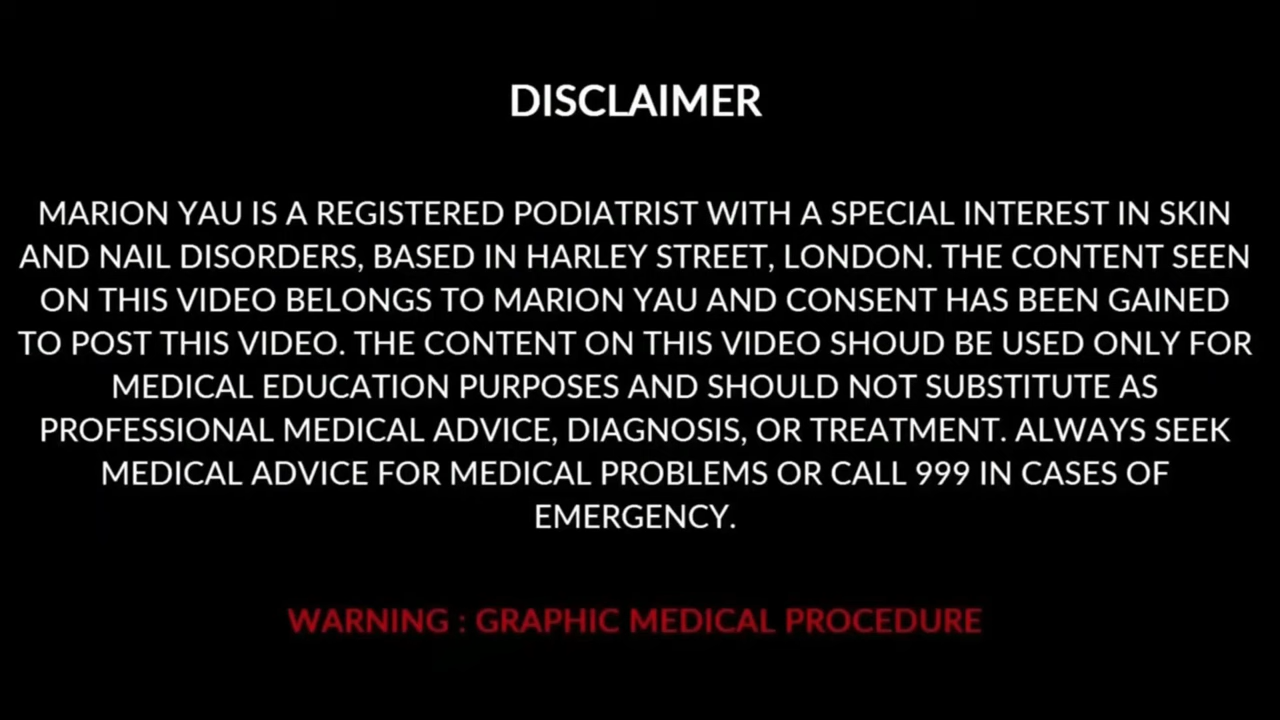 DISCLAIMER
MARION YAU IS A REGISTERED PODIATRIST WITH A SPECIAL INTEREST IN SKIN
AND NAIL DISORDERS, BASED IN HARLEY STREET, LONDON. THE CONTENT SEEN
ON THIS VIDEO BELONGS TO MARION YAU AND CONSENT HAS BEEN GAINED
TO POST THIS VIDEO. THE CONTENT ON THIS VIDEO SHOUD BE USED ONLY FOR
MEDICAL EDUCATION PURPOSES AND SHOULD NOT SUBSTITUTE AS
PROFESSIONAL MEDICAL ADVICE, DIAGNOSIS, OR TREATMENT. ALWAYS SEEK
MEDICAL ADVICE FOR MEDICAL PROBLEMS OR CALL 999 IN CASES OF
EMERGENCY.
WARNING : GRAPHIC MEDICAL PROCEDURE